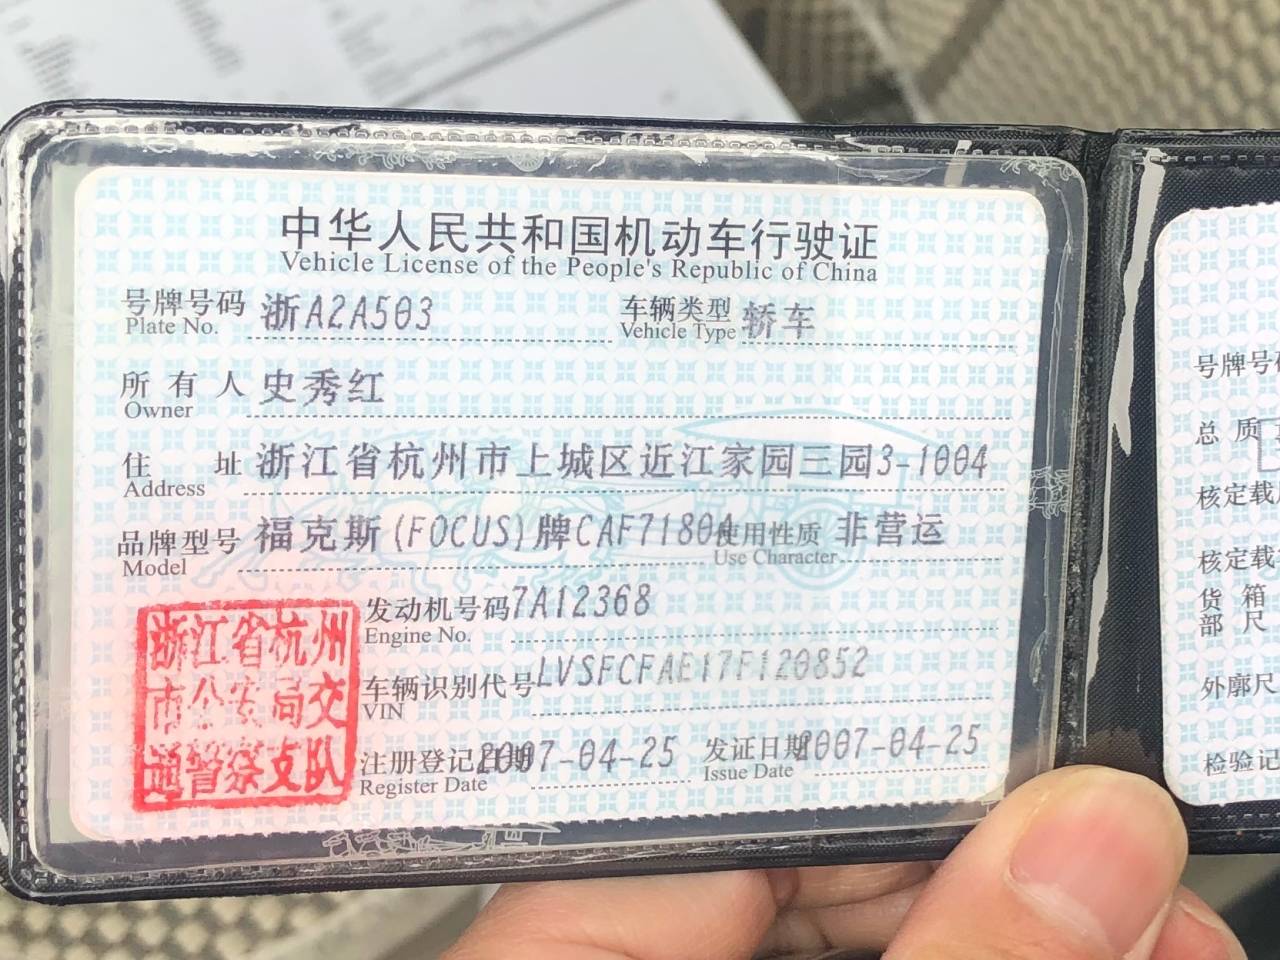 中华人民共和国机动车行驶证
Vehicle License of the People's Republic of China
号牌号码 浙A2A503 车辆类型 轿车
Plate No. Vehicle Type
所有人 史秀红
Owner
住址 浙江省杭州市上城区近江家园三园3-1004
Address
品牌型号 福克斯(FOCUS)牌CAF7180A 使用性质 非营运
Model Use Character
发动机号码 7A12368
Engine No.
车辆识别代号 LVSFCFAE17F120852
VIN
注册登记日期 2007-04-25 发证日期 2007-04-25
Register Date Issue Date
浙江省杭州
市公安局交
通警察支队
号牌号码
总质
核定载
核定载
货箱
部尺
外廓尺
检验记